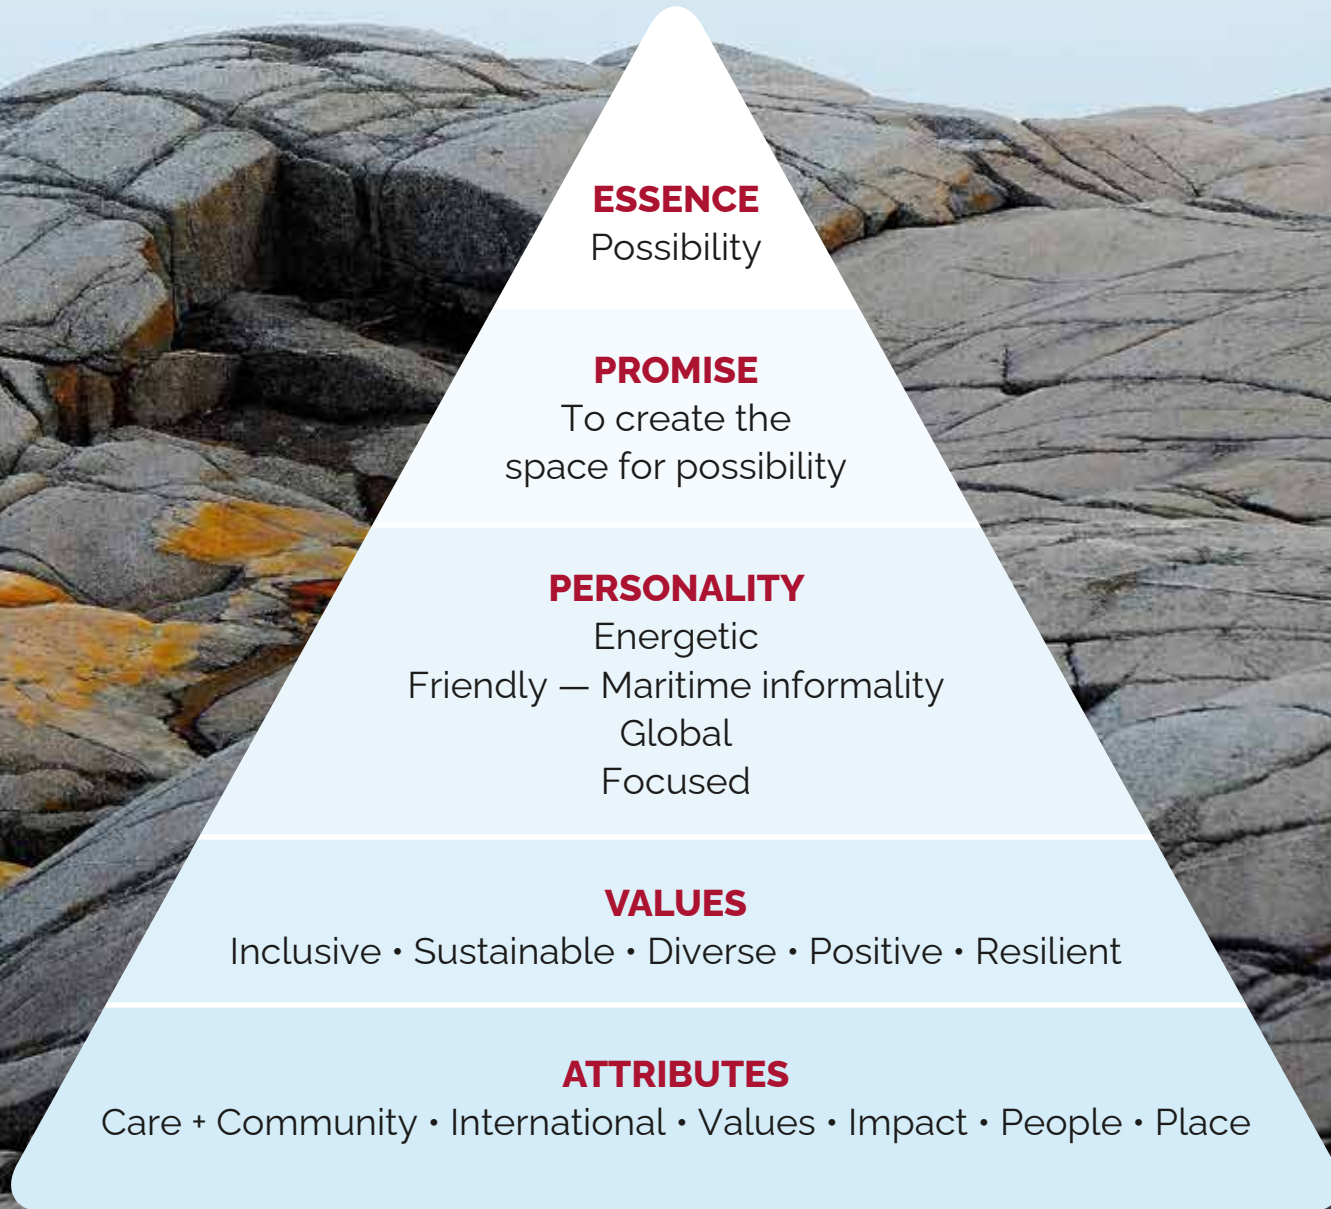 ESSENCE
Possibility
PROMISE
To create the
space for possibility
PERSONALITY
Energetic
Friendly — Maritime informality
Global
Focused
VALUES
Inclusive • Sustainable • Diverse • Positive • Resilient
ATTRIBUTES
Care + Community • International • Values • Impact • People • Place